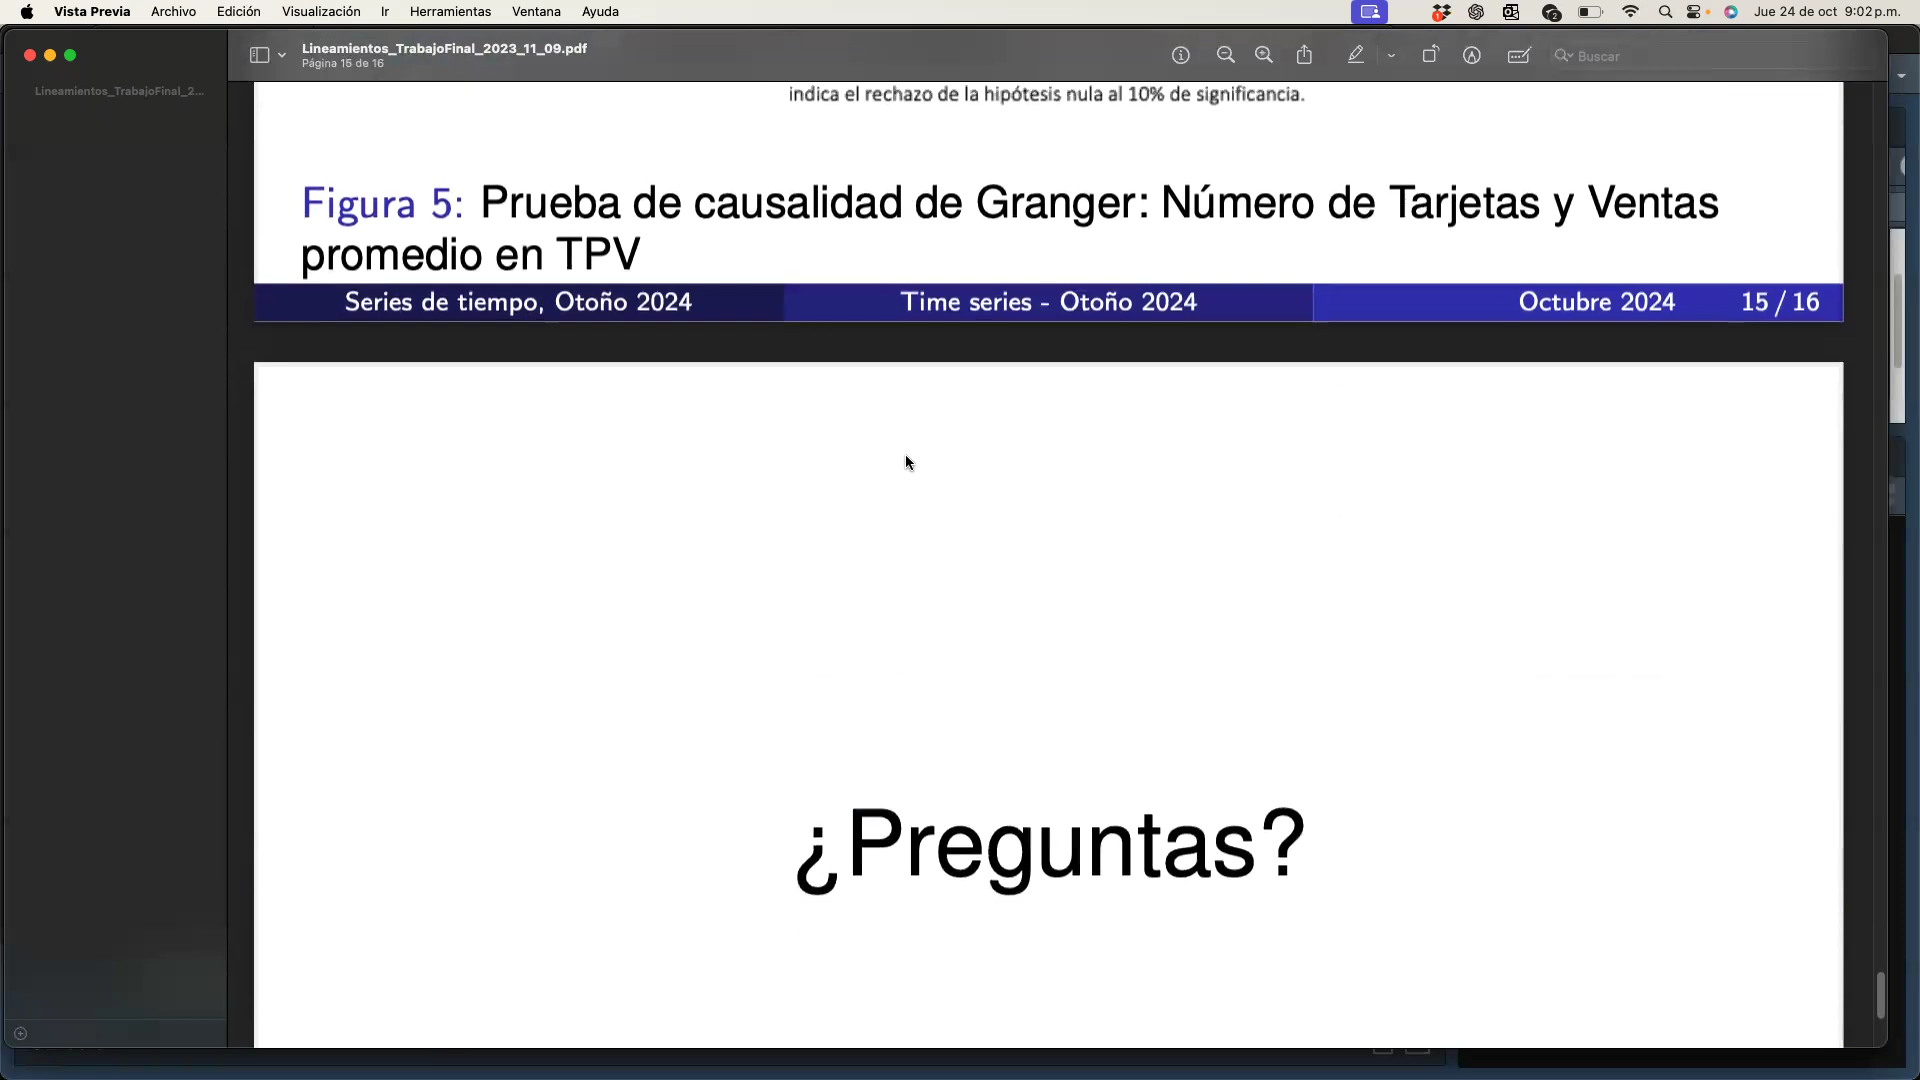 Vista Previa Archivo Edición Visualización Ir Herramientas Ventana Ayuda Jue 24 de oct 9:02 p.m.
Lineamientos_TrabajoFinal_2023_11_09.pdf
Página 15 de 16
Buscar
Lineamientos_TrabajoFinal_2...
indica el rechazo de la hipótesis nula al 10% de significancia.
Figura 5: Prueba de causalidad de Granger: Número de Tarjetas y Ventas
promedio en TPV
Series de tiempo, Otoño 2024 Time series - Otoño 2024 Octubre 2024 15 / 16
¿Preguntas?